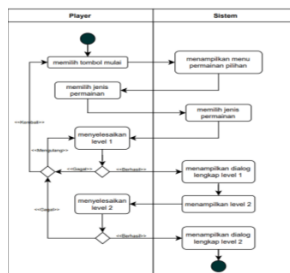 Player
Sistem
memilih tombol mulai
menampilkan menu
permainan pilihan
memilih jenis
permainan
memilih jenis
permainan
<<Kembali>>
<<Mengulang>>
menyelesaikan
level 1
<<Gagal>>
<<Berhasil>>
menampilkan dialog
lengkap level 1
menyelesaikan
level 2
menampilkan level 2
<<Gagal>>
<<Berhasil>>
menampilkan dialog
lengkap level 2